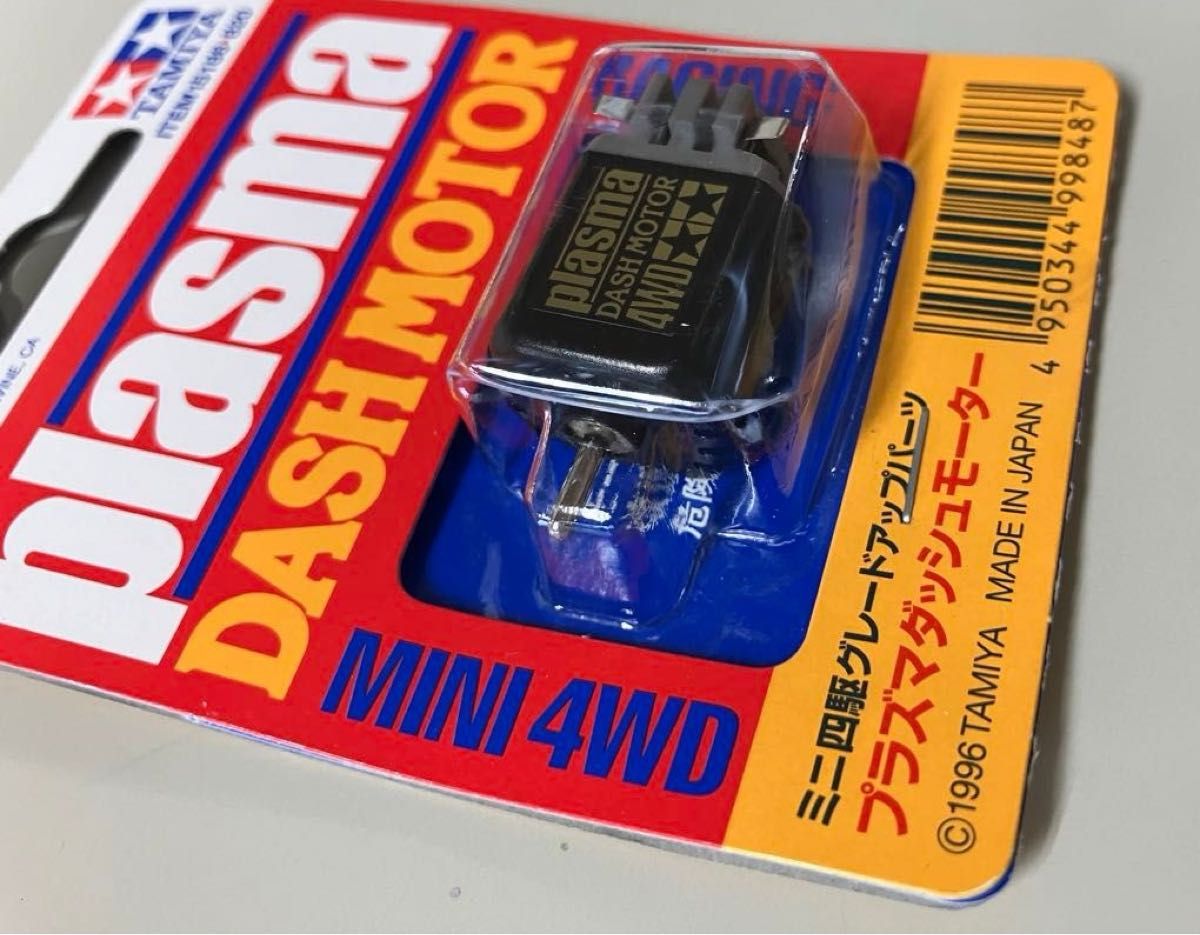 TAMIYA
ITEM 15186・320
plasma
DASH MOTOR
MINI 4WD
RACING
plasma
DASH MOTOR
4WD
危険
ミニ四駆グレードアップパーツ
プラズマダッシュモーター
©1996 TAMIYA MADE IN JAPAN
4 950344 998487